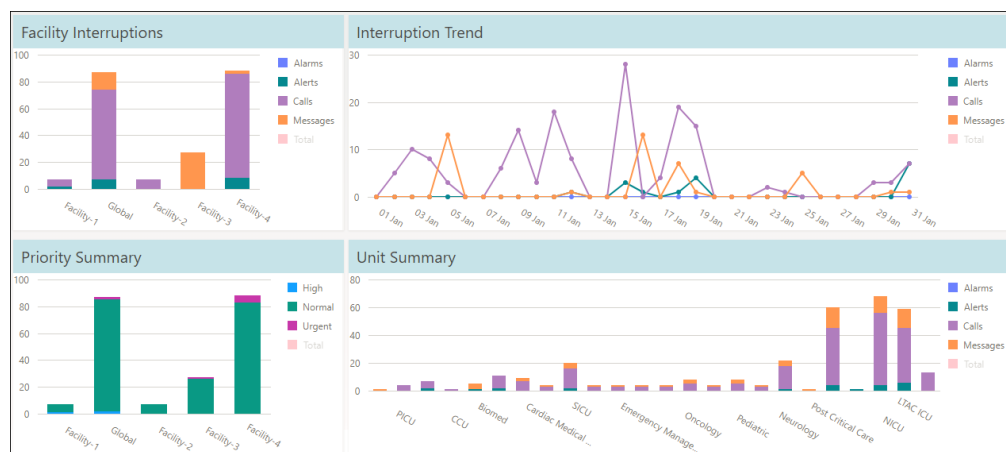 Facility Interruptions
100
80
60
40
20
0
Facility-1
Global
Facility-2
Facility-3
Facility-4
Alarms
Alerts
Calls
Messages
Total
Interruption Trend
30
20
10
0
01 Jan
03 Jan
05 Jan
07 Jan
09 Jan
11 Jan
13 Jan
15 Jan
17 Jan
19 Jan
21 Jan
23 Jan
25 Jan
27 Jan
29 Jan
31 Jan
Alarms
Alerts
Calls
Messages
Total
Priority Summary
100
80
60
40
20
0
Facility-1
Global
Facility-2
Facility-3
Facility-4
High
Normal
Urgent
Total
Unit Summary
80
60
40
20
0
PICU
CCU
Biomed
Cardiac Medical ...
SICU
Emergency Manage...
Oncology
Pediatric
Neurology
Post Critical Care
NICU
LTAC ICU
Alarms
Alerts
Calls
Messages
Total